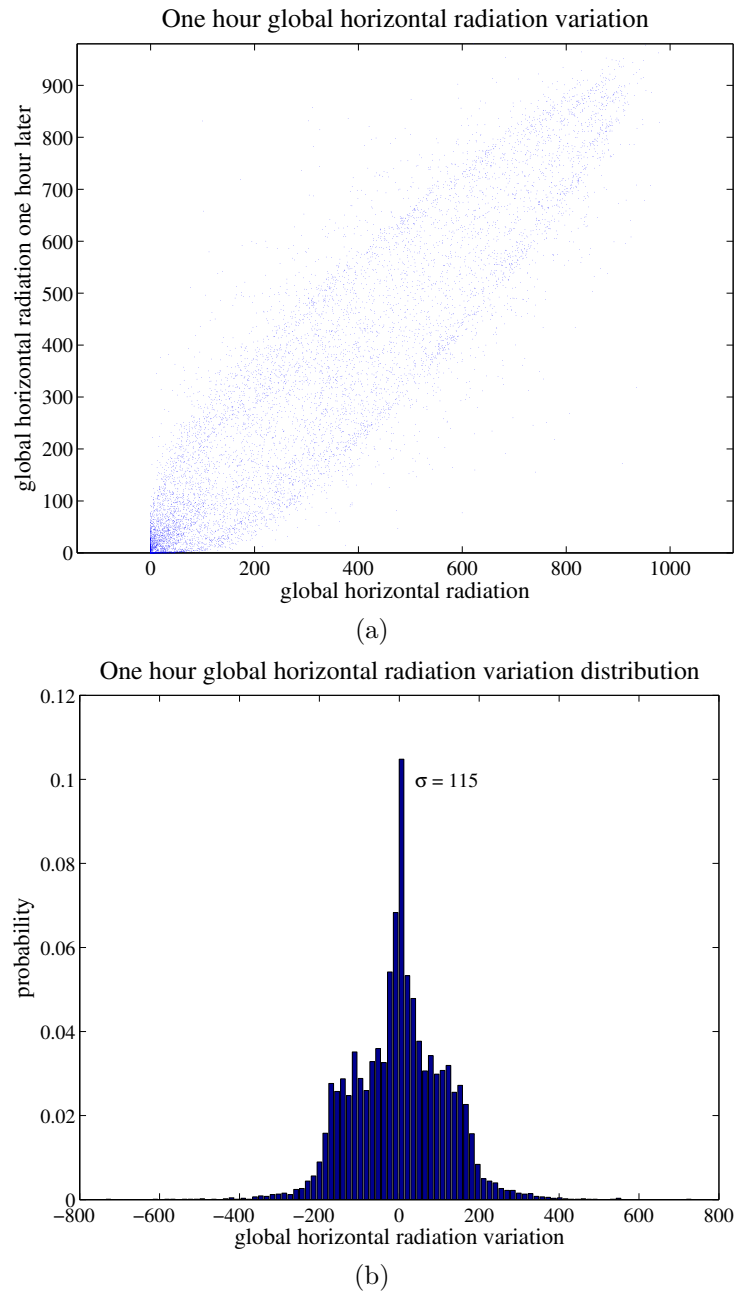 One hour global horizontal radiation variation
900
800
700
600
500
400
300
200
100
0
global horizontal radiation one hour later
0 200 400 600 800 1000
global horizontal radiation
(a)
One hour global horizontal radiation variation distribution
0.12
0.1
0.08
0.06
0.04
0.02
0
probability
σ = 115
−800 −600 −400 −200 0 200 400 600 800
global horizontal radiation variation
(b)